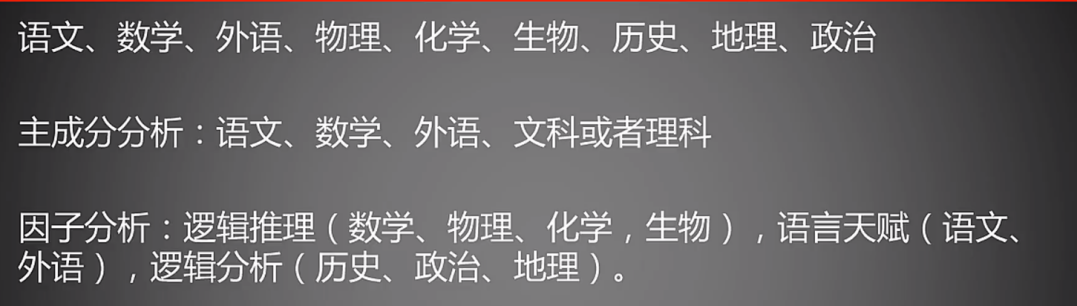 语文、数学、外语、物理、化学、生物、历史、地理、政治
主成分分析：语文、数学、外语、文科或者理科
因子分析：逻辑推理（数学、物理、化学，生物），语言天赋（语文、
外语），逻辑分析（历史、政治、地理）。